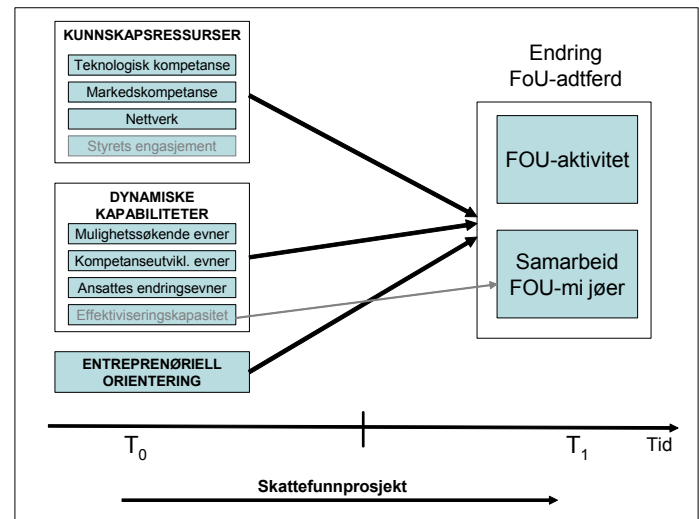 KUNNSKAPSRESSURSER
Teknologisk kompetanse
Markedskompetanse
Nettverk
Styrets engasjement
DYNAMISKE
KAPABILITETER
Mulighetssøkende evner
Kompetanseutvikl. evner
Ansattes endringsevner
Effektiviseringskapasitet
ENTREPRENØRIELL
ORIENTERING
Endring
FoU-adtferd
FOU-aktivitet
Samarbeid
FOU-mi jøer
T0
T1
Tid
Skattefunnprosjekt